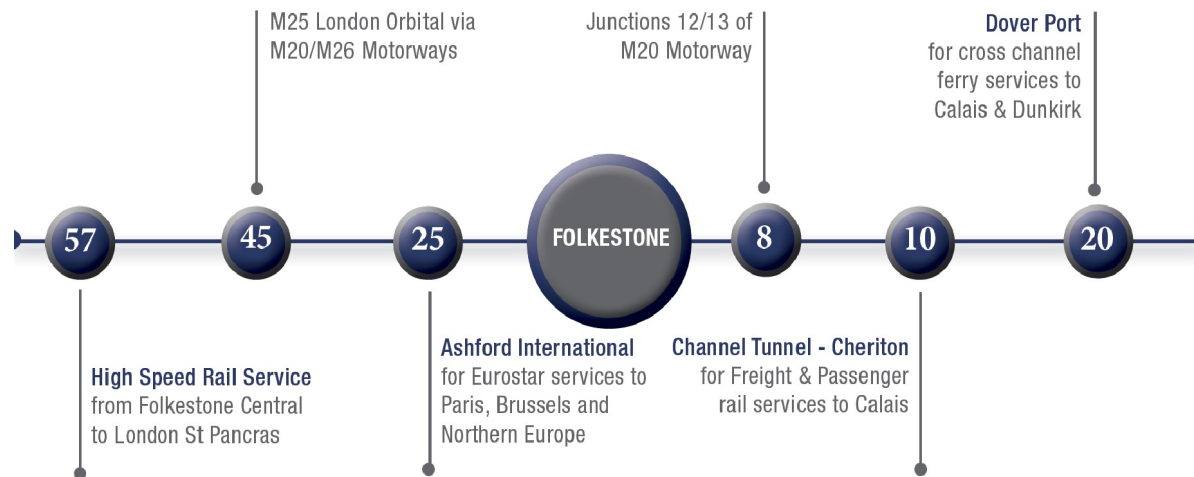 M25 London Orbital via
M20/M26 Motorways
Junctions 12/13 of
M20 Motorway
Dover Port
for cross channel
ferry services to
Calais & Dunkirk
57
45
25
FOLKESTONE
8
10
20
High Speed Rail Service
from Folkestone Central
to London St Pancras
Ashford International
for Eurostar services to
Paris, Brussels and
Northern Europe
Channel Tunnel - Cheriton
for Freight & Passenger
rail services to Calais